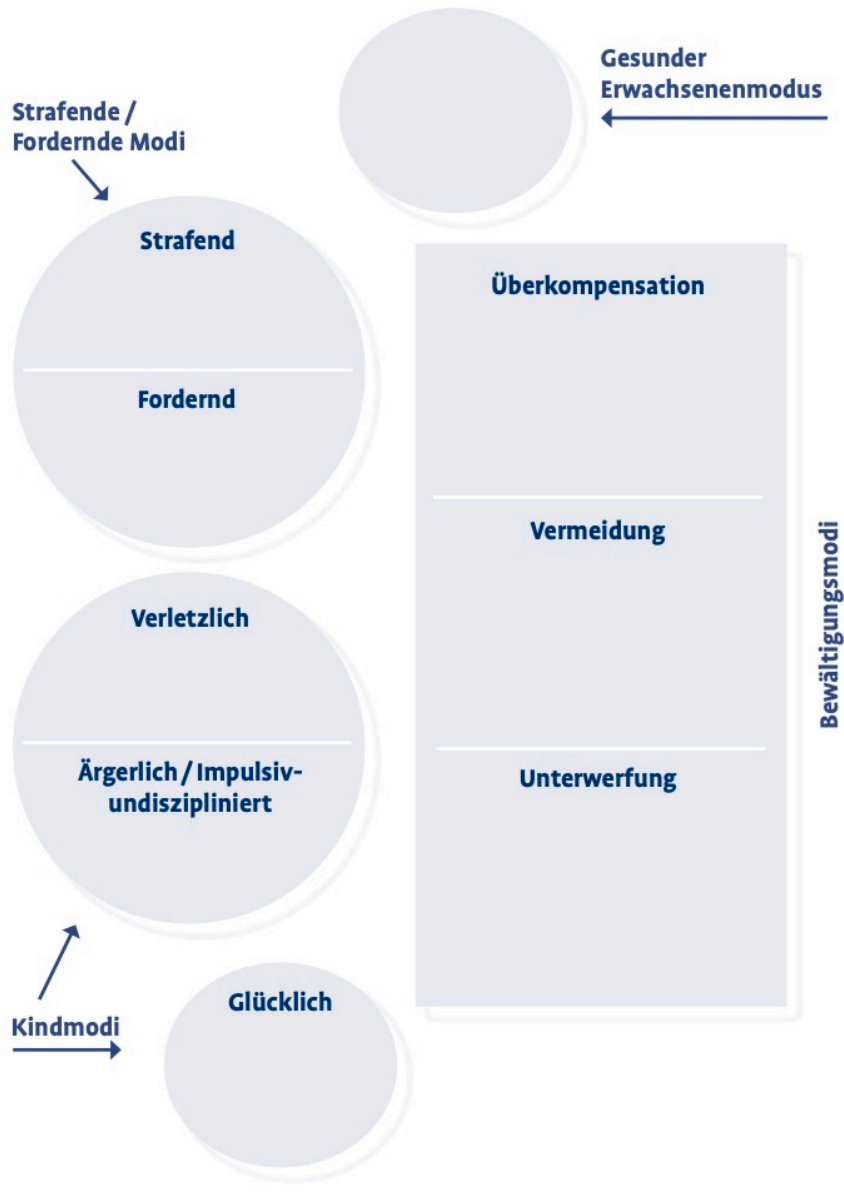 Gesunder
Erwachsenenmodus
Strafende /
Fordernde Modi
Strafend
Fordernd
Überkompensation
Vermeidung
Unterwerfung
Bewältigungsmodi
Verletzlich
Ärgerlich / Impulsiv-
undiszipliniert
Kindmodi
Glücklich